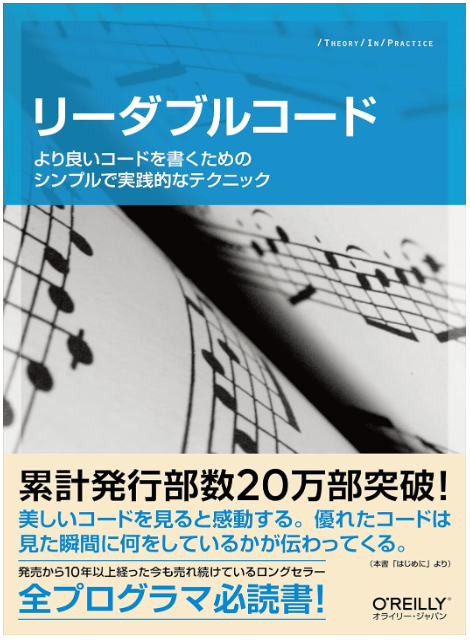 /THEORY/IN/PRACTICE
リーダブルコード
より良いコードを書くための
シンプルで実践的なテクニック
累計発行部数20万部突破!
美しいコードを見ると感動する。優れたコードは
見た瞬間に何をしているかが伝わってくる。
(本書「はじめに」より)
発売から10年以上経った今も売れ続けているロングセラー
全プログラマ必読書!
O'REILLY®
オライリー・ジャパン